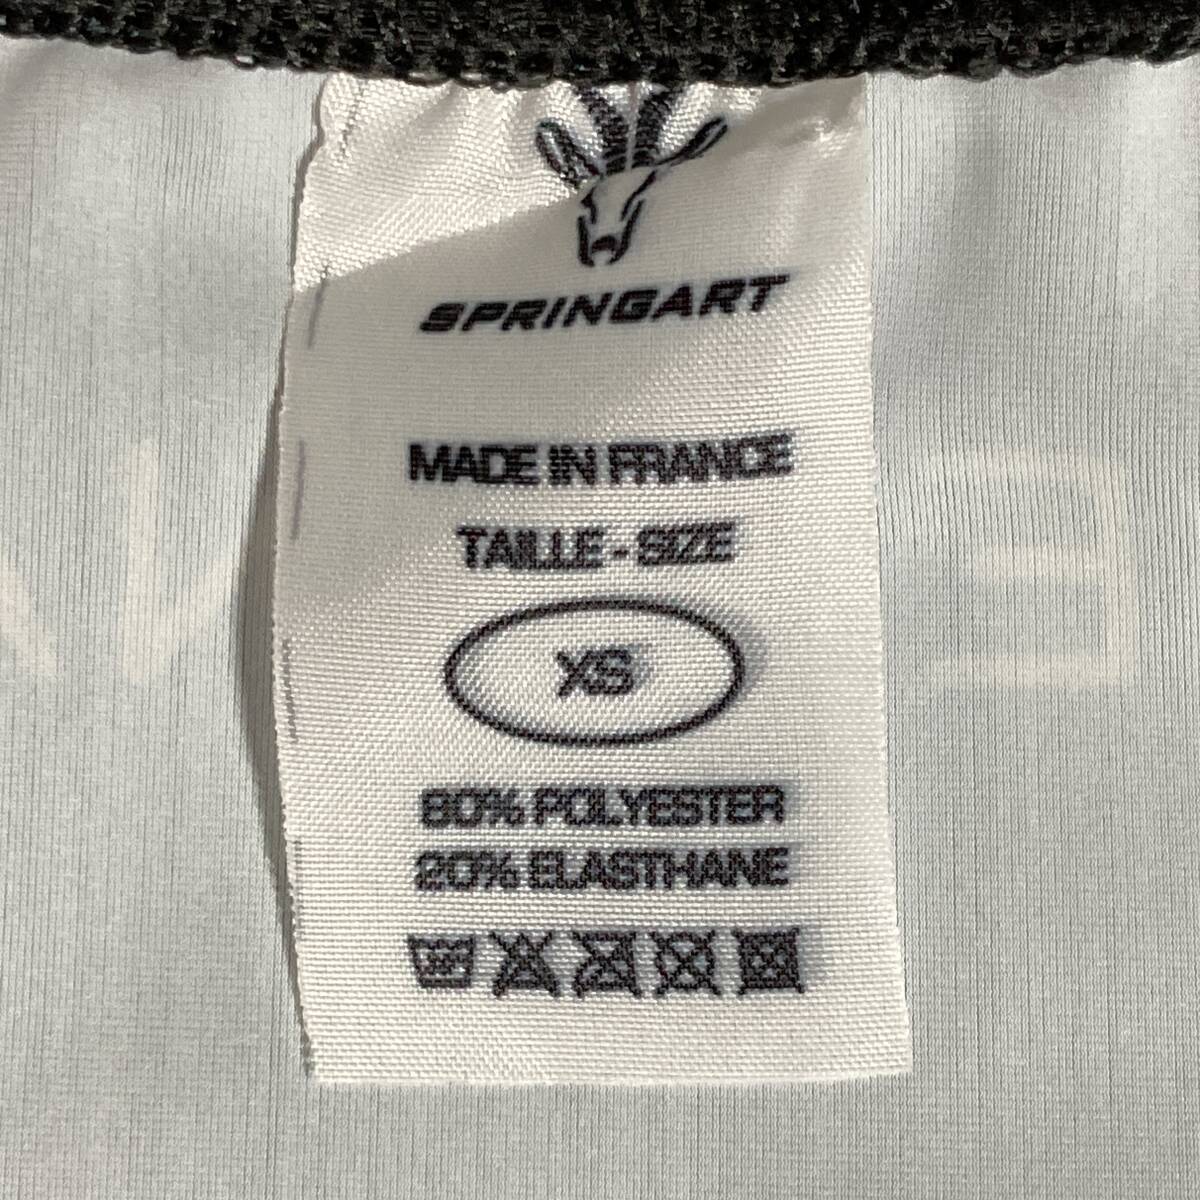 SPRINGART
MADE IN FRANCE
TAILLE - SIZE
XS
80% POLYESTER
20% ELASTHANE